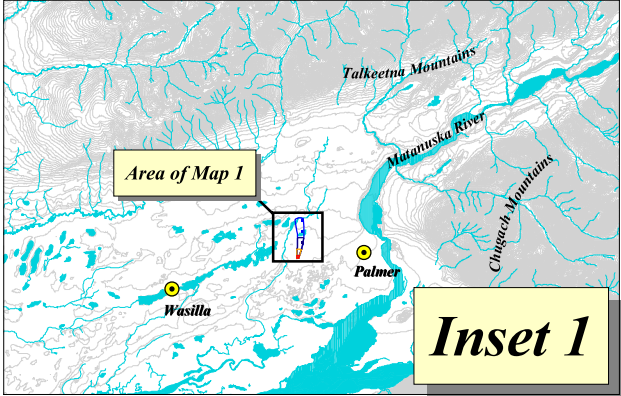 Talkeetna Mountains
Matanuska River
Area of Map 1
Chugach Mountains
Palmer
Wasilla
Inset 1